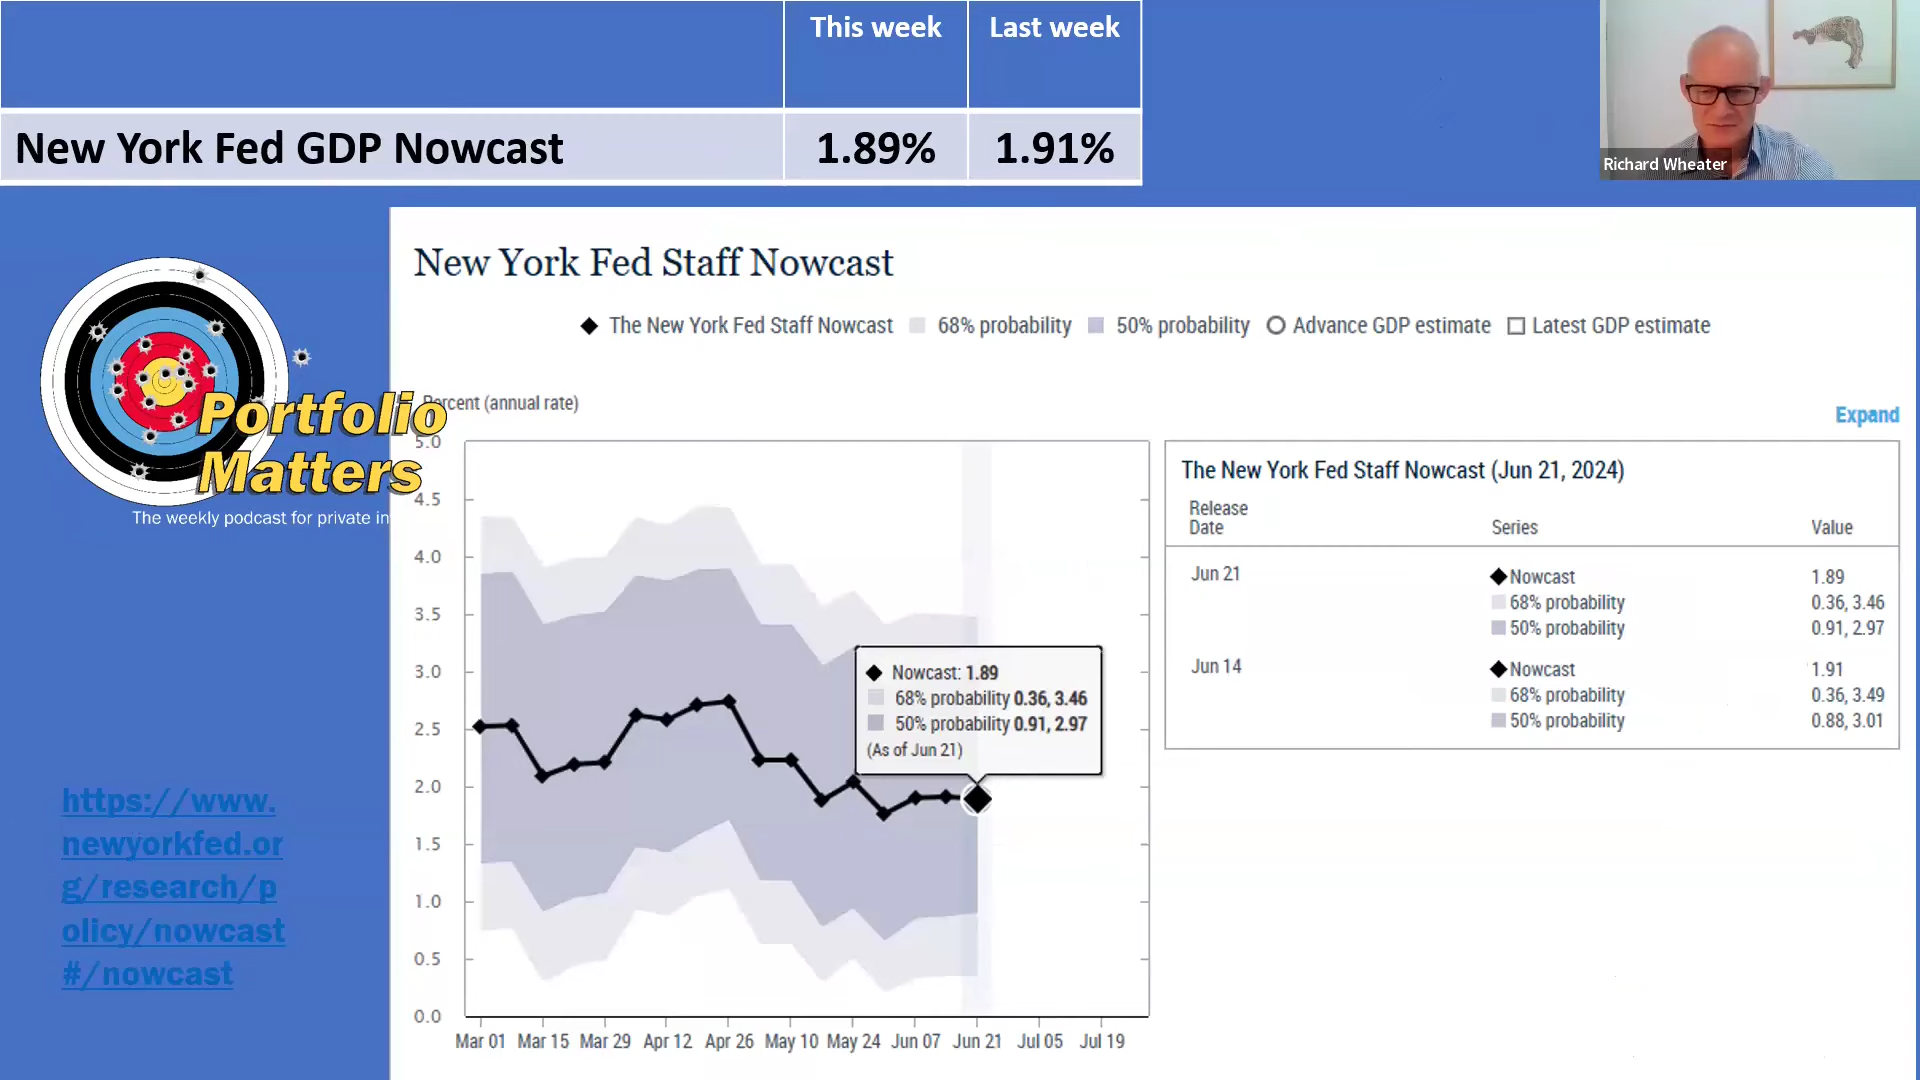 This week
Last week
New York Fed GDP Nowcast
1.89%
1.91%
Richard Wheater
New York Fed Staff Nowcast
The New York Fed Staff Nowcast
68% probability
50% probability
Advance GDP estimate
Latest GDP estimate
Portfolio
Matters
The weekly podcast for private in
https://www.
newyorkfed.or
g/research/p
olicy/nowcast
#/nowcast
Percent (annual rate)
Expand
5.0
4.5
4.0
3.5
3.0
2.5
2.0
1.5
1.0
0.5
0.0
Mar 01 Mar 15 Mar 29 Apr 12 Apr 26 May 10 May 24 Jun 07 Jun 21 Jul 05 Jul 19
Nowcast: 1.89
68% probability 0.36, 3.46
50% probability 0.91, 2.97
(As of Jun 21)
The New York Fed Staff Nowcast (Jun 21, 2024)
Release
Date
Series
Value
Jun 21
Nowcast
1.89
68% probability
0.36, 3.46
50% probability
0.91, 2.97
Jun 14
Nowcast
1.91
68% probability
0.36, 3.49
50% probability
0.88, 3.01